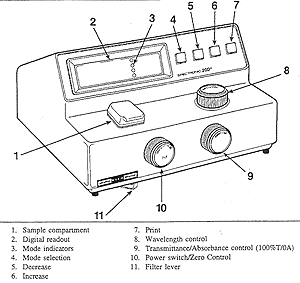 2
3
4
5
6
7
SPECTRONIC 20D+
8
1
9
10
11
1. Sample compartment
2. Digital readout
3. Mode indicators
4. Mode selection
5. Decrease
6. Increase
7. Print
8. Wavelength control
9. Transmittance/Absorbance control (100%T/0A)
10. Power switch/Zero Control
11. Filter lever